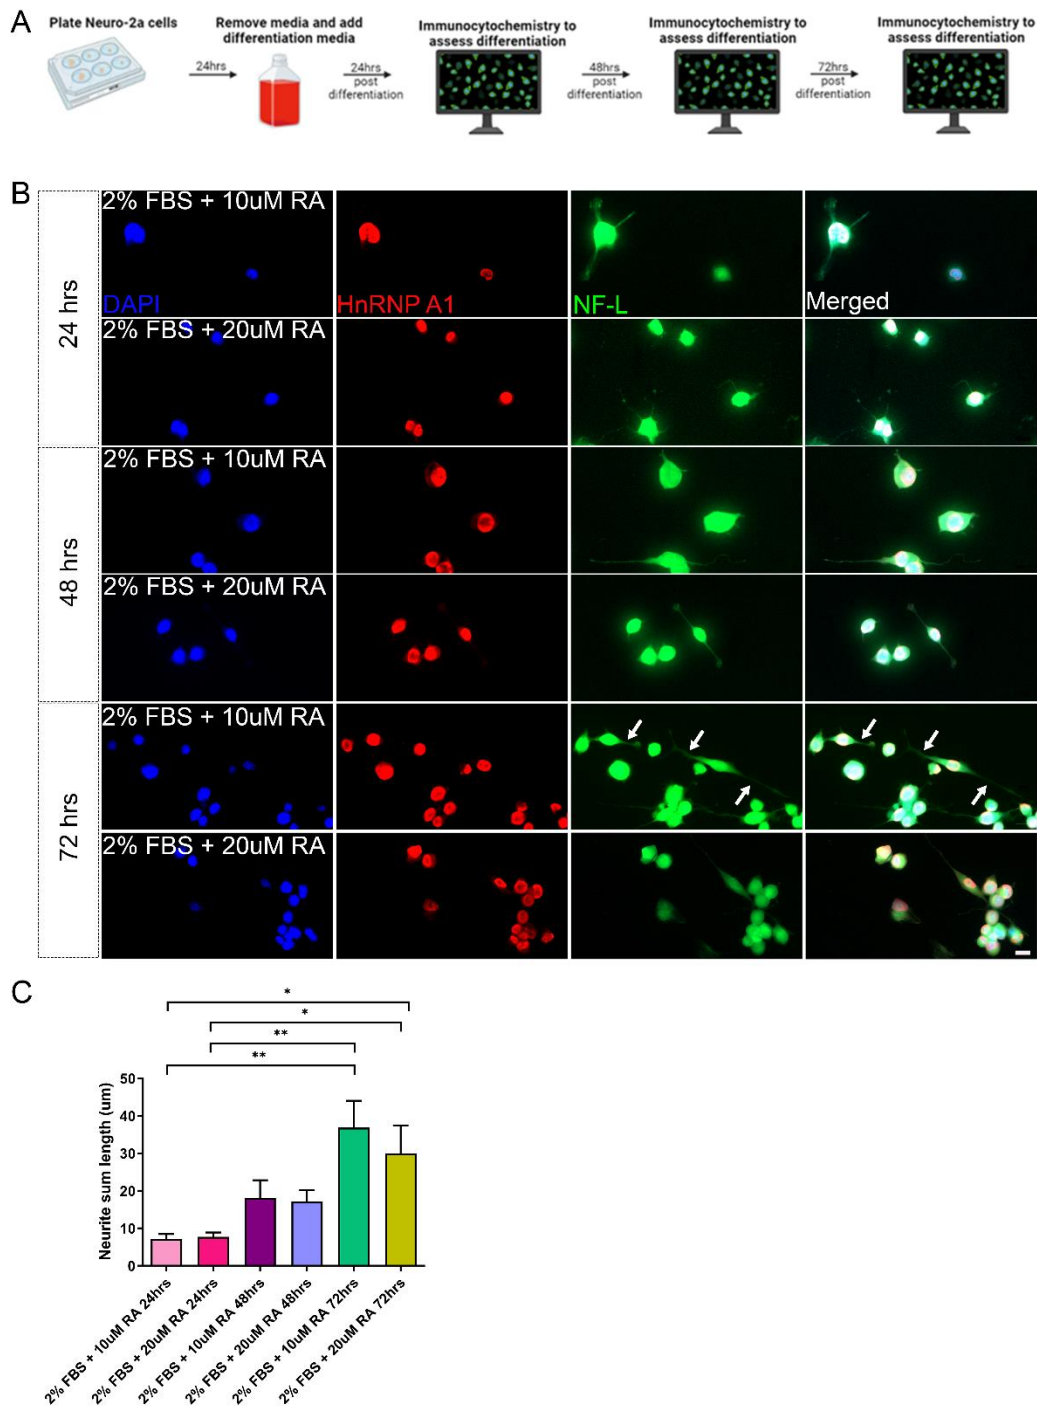 A
Plate Neuro-2a cells
24hrs
Remove media and add
differentiation media
24hrs
post
differentiation
Immunocytochemistry to
assess differentiation
48hrs
post
differentiation
Immunocytochemistry to
assess differentiation
72hrs
post
differentiation
Immunocytochemistry to
assess differentiation
B
24 hrs
2% FBS + 10uM RA
DAPI
HnRNP A1
NF-L
Merged
2% FBS + 20uM RA
48 hrs
2% FBS + 10uM RA
2% FBS + 20uM RA
72 hrs
2% FBS + 10uM RA
2% FBS + 20uM RA
C
*
*
**
**
Neurite sum length (um)
50
40
30
20
10
0
2% FBS + 10uM RA 24hrs
2% FBS + 20uM RA 24hrs
2% FBS + 10uM RA 48hrs
2% FBS + 20uM RA 48hrs
2% FBS + 10uM RA 72hrs
2% FBS + 20uM RA 72hrs